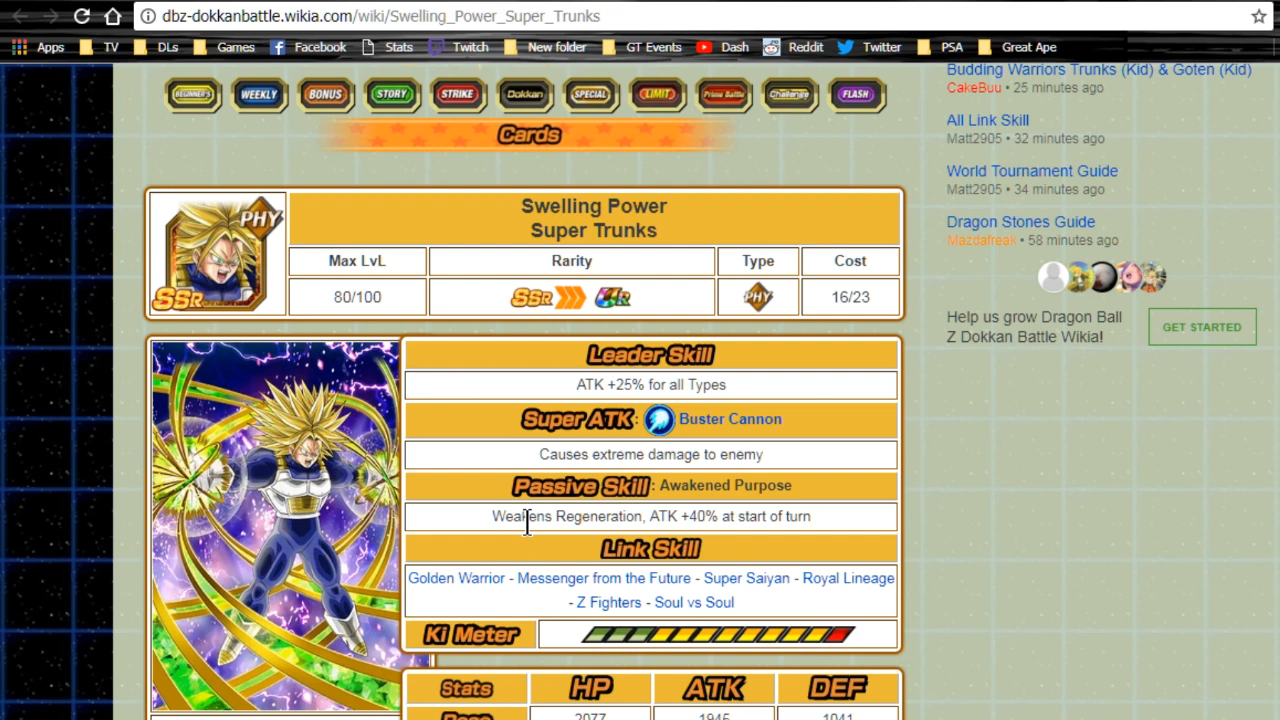 dbz-dokkanbattle.wikia.com/wiki/Swelling_Power_Super_Trunks
Apps TV DLs Games Facebook Stats Twitch New folder GT Events Dash Reddit Twitter PSA Great Ape
BEGINNER'S WEEKLY BONUS STORY STRIKE Dokkan SPECIAL LIMIT Prime Battle Challenge FLASH
Cards
PHY
SSR
Swelling Power
Super Trunks
Max LvL Rarity Type Cost
80/100 SSR UR PHY 16/23
Leader Skill
ATK +25% for all Types
Super ATK: Buster Cannon
Causes extreme damage to enemy
Passive Skill: Awakened Purpose
Weakens Regeneration, ATK +40% at start of turn
Link Skill
Golden Warrior - Messenger from the Future - Super Saiyan - Royal Lineage
- Z Fighters - Soul vs Soul
Ki Meter
Stats HP ATK DEF
Base 2077 1945 1041
Budding Warriors Trunks (Kid) & Goten (Kid)
CakeBuu • 25 minutes ago
All Link Skill
Matt2905 • 32 minutes ago
World Tournament Guide
Matt2905 • 34 minutes ago
Dragon Stones Guide
Mazdafreak • 58 minutes ago
Help us grow Dragon Ball
Z Dokkan Battle Wikia!
GET STARTED